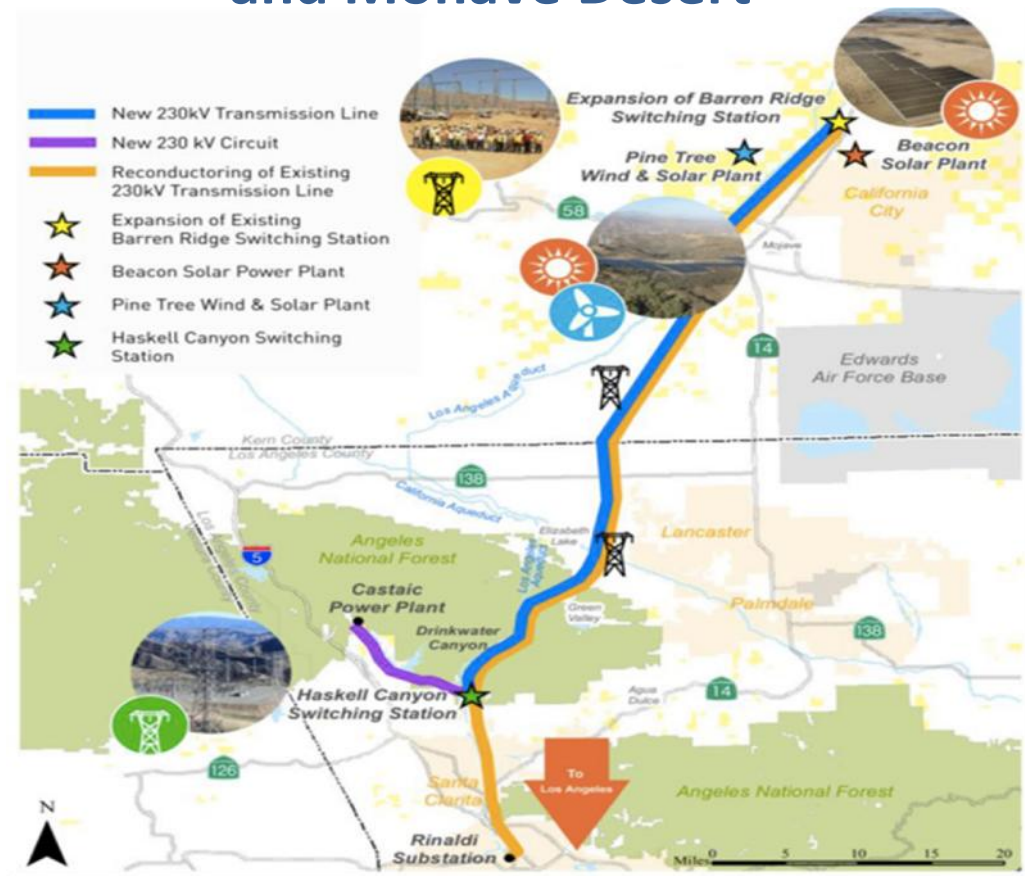 and Mohave Desert
New 230kV Transmission Line
New 230 kV Circuit
Reconductoring of Existing
230kV Transmission Line
Expansion of Existing
Barren Ridge Switching Station
Beacon Solar Power Plant
Pine Tree Wind & Solar Plant
Haskell Canyon Switching
Station
Expansion of Barren Ridge
Switching Station
Pine Tree
Wind & Solar Plant
Beacon
Solar Plant
California
City
58
Mojave
14
Edwards
Air Force Base
Los Angeles Aqueduct
Kern County
Los Angeles County
138
California Aqueduct
Elizabeth
Lake
Los Angeles
Aqueduct
Lancaster
Angeles
National Forest
5
Castaic
Power Plant
Drinkwater
Canyon
Green
Valley
Palmdale
138
Haskell Canyon
Switching Station
Agua
Dulce
14
126
Santa
Clarita
To
Los Angeles
Angeles National Forest
Rinaldi
Substation
N
Miles 0 5 10 15 20